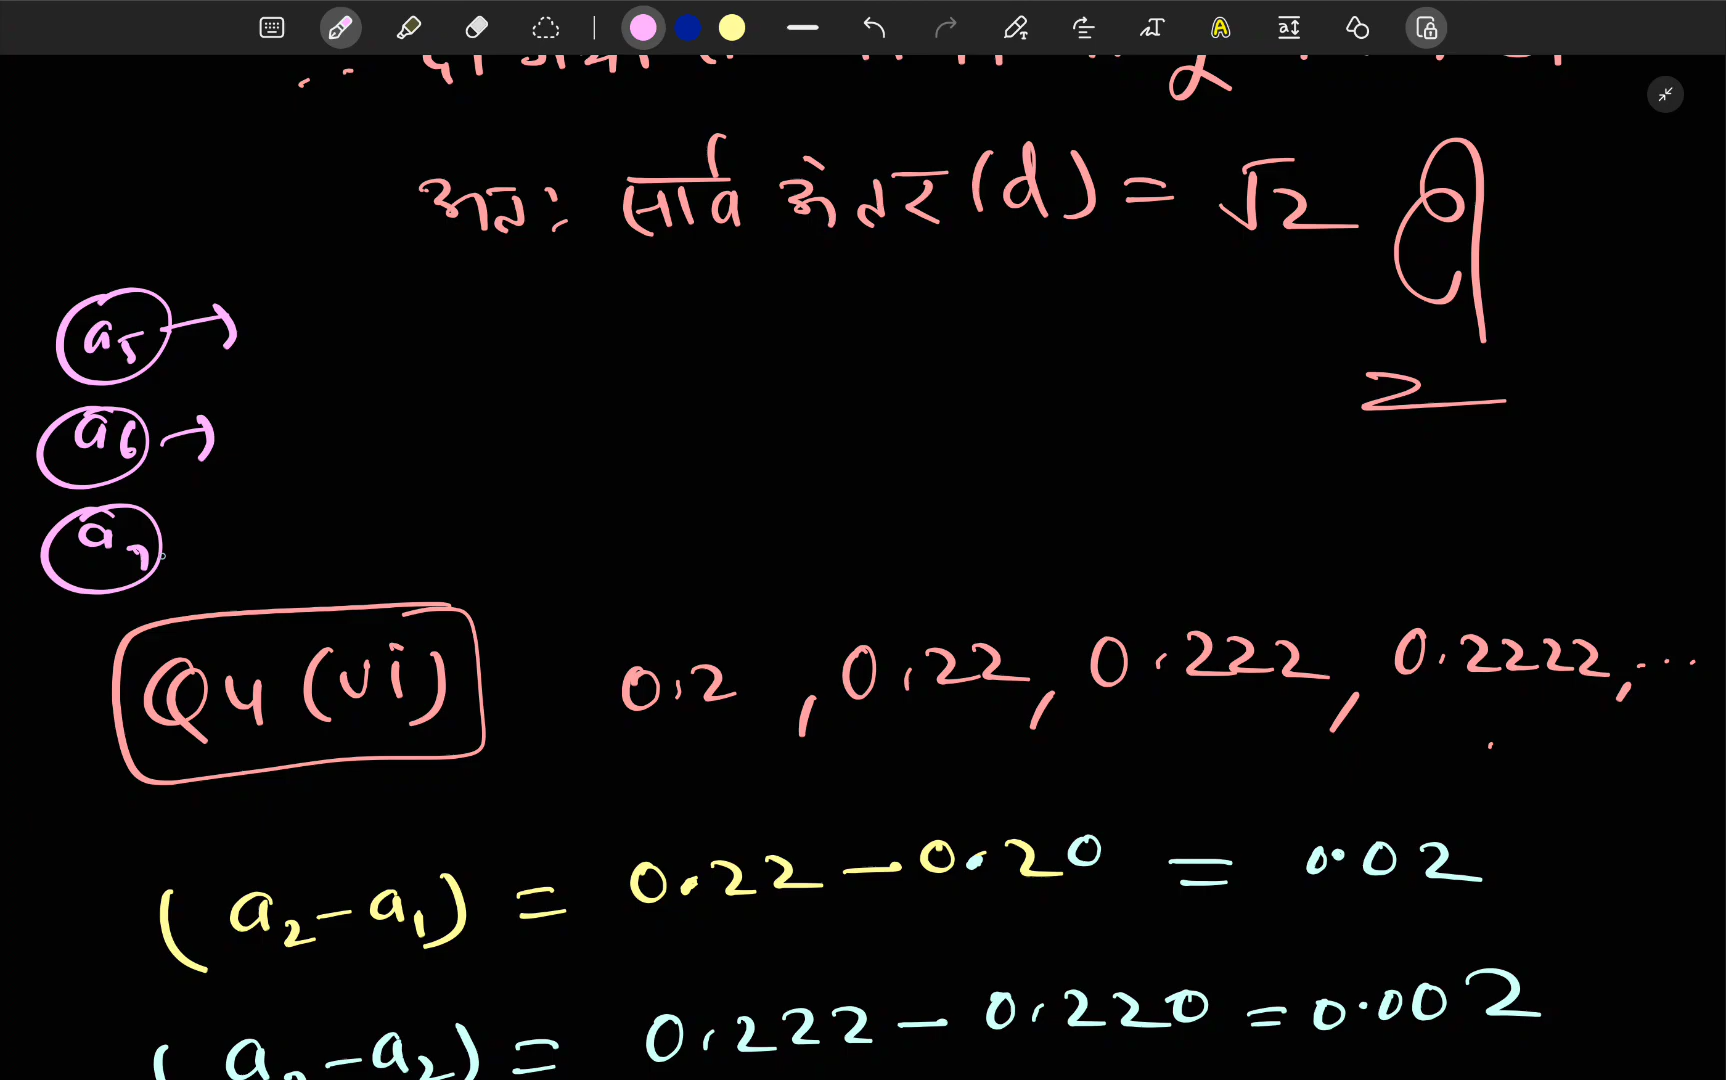 अतः सार्व अंतर (d) = √2
a5 →
a6 →
a7
Q4 (vi) 0.2, 0.22, 0.222, 0.2222, ...
(a2 - a1) = 0.22 - 0.20 = 0.02
(a3 - a2) = 0.222 - 0.220 = 0.002